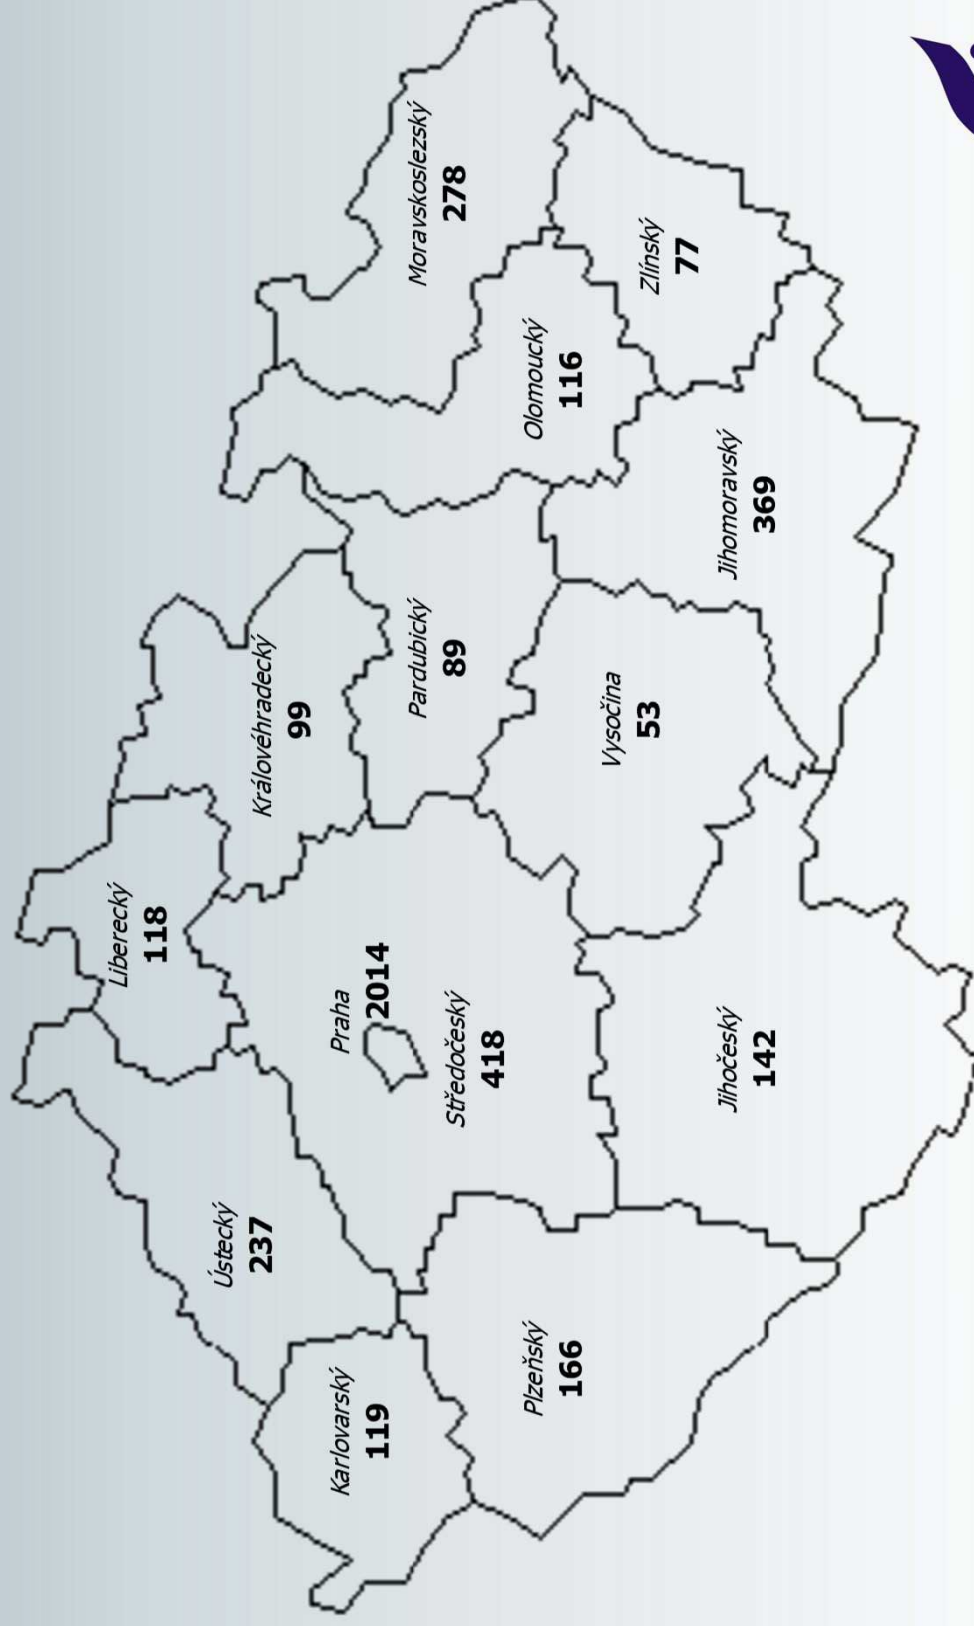 Liberecký
118
Ústecký
237
Královéhradecký
99
Karlovarský
119
Praha
2014
Středočeský
418
Pardubický
89
Moravskoslezský
278
Olomoucký
116
Plzeňský
166
Vysočina
53
Zlínský
77
Jihočeský
142
Jihomoravský
369